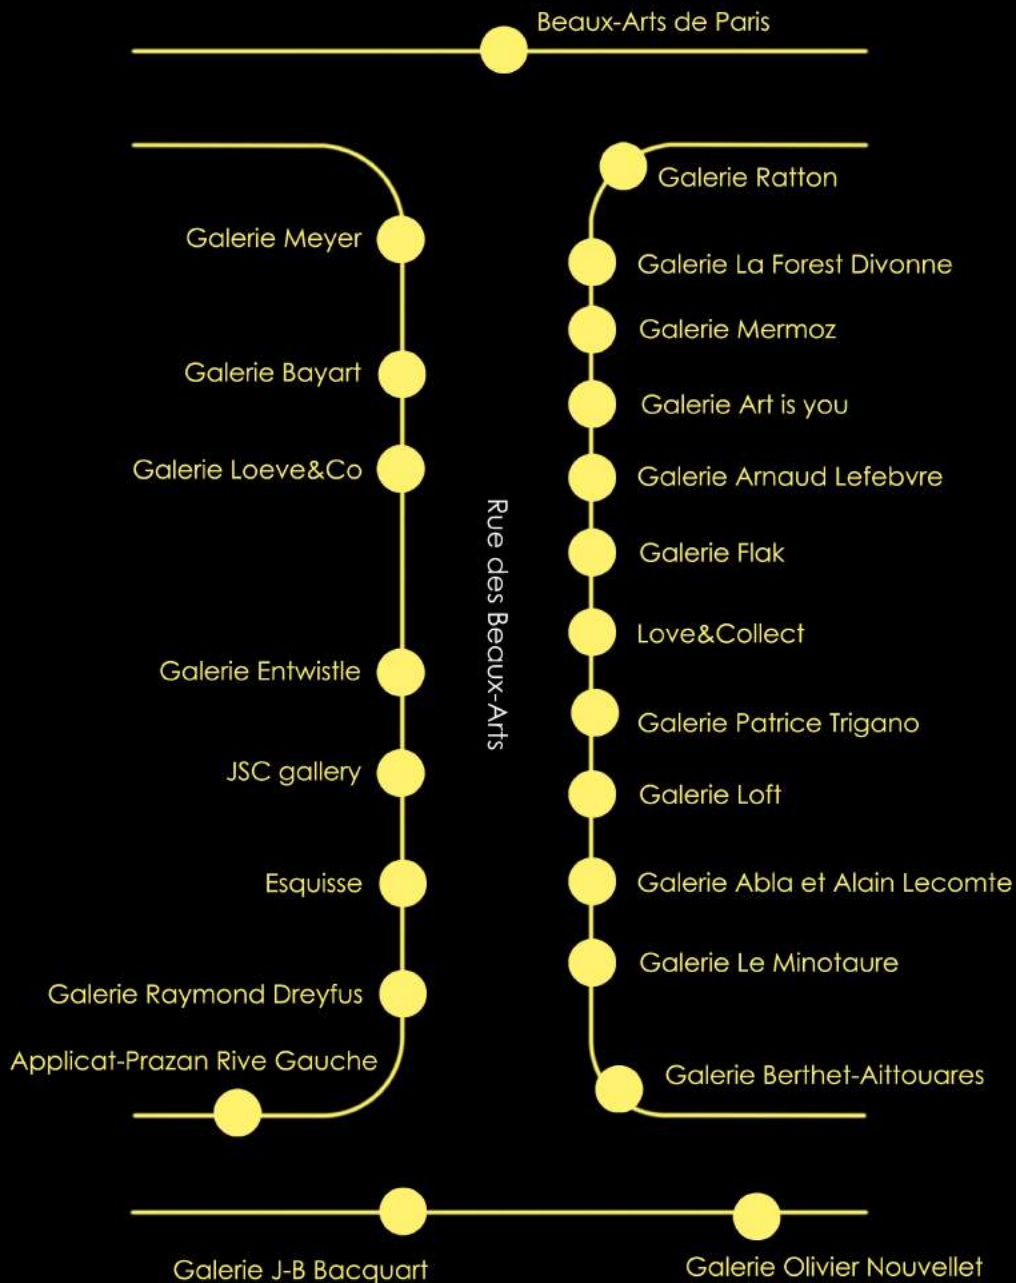 Beaux-Arts de Paris
Galerie Meyer
Galerie Bayart
Galerie Loeve&Co
Galerie Entwistle
JSC gallery
Esquisse
Galerie Raymond Dreyfus
Applicat-Prazan Rive Gauche
Rue des Beaux-Arts
Galerie Ratton
Galerie La Forest Divonne
Galerie Mermoz
Galerie Art is you
Galerie Arnaud Lefebvre
Galerie Flak
Love&Collect
Galerie Patrice Trigano
Galerie Loft
Galerie Abla et Alain Lecomte
Galerie Le Minotaure
Galerie Berthet-Aittouares
Galerie J-B Bacquart
Galerie Olivier Nouvellet